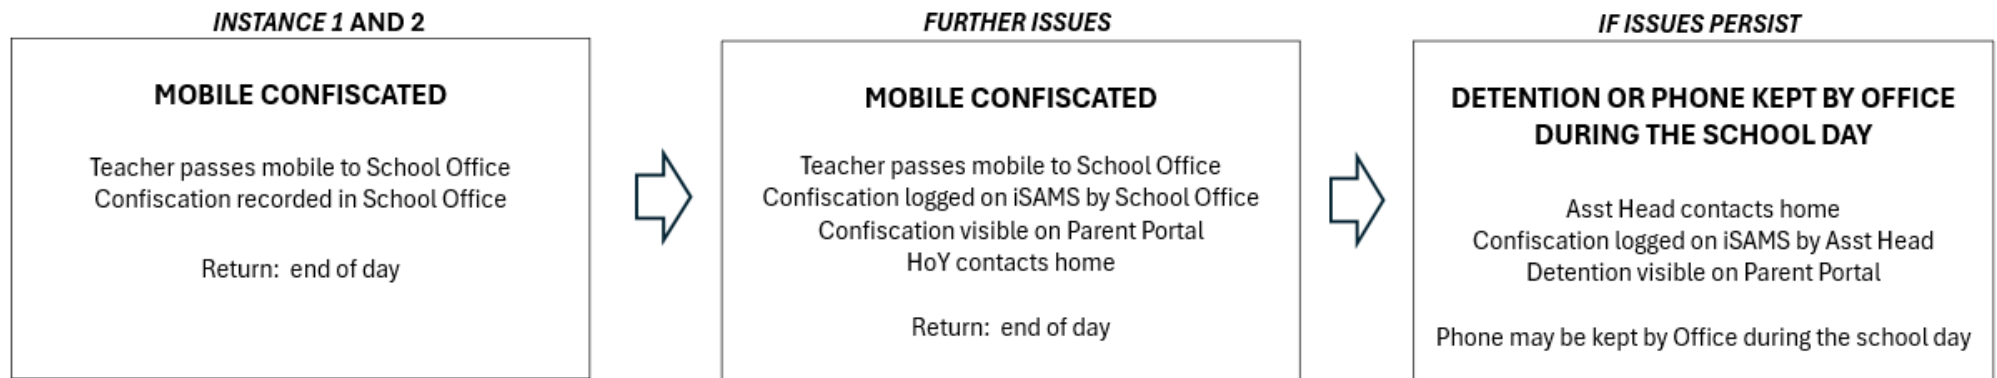 INSTANCE 1 AND 2
MOBILE CONFISCATED
Teacher passes mobile to School Office
Confiscation recorded in School Office
Return:  end of day
FURTHER ISSUES
MOBILE CONFISCATED
Teacher passes mobile to School Office
Confiscation logged on iSAMS by School Office
Confiscation visible on Parent Portal
HoY contacts home
Return:  end of day
IF ISSUES PERSIST
DETENTION OR PHONE KEPT BY OFFICE
DURING THE SCHOOL DAY
Asst Head contacts home
Confiscation logged on iSAMS by Asst Head
Detention visible on Parent Portal
Phone may be kept by Office during the school day